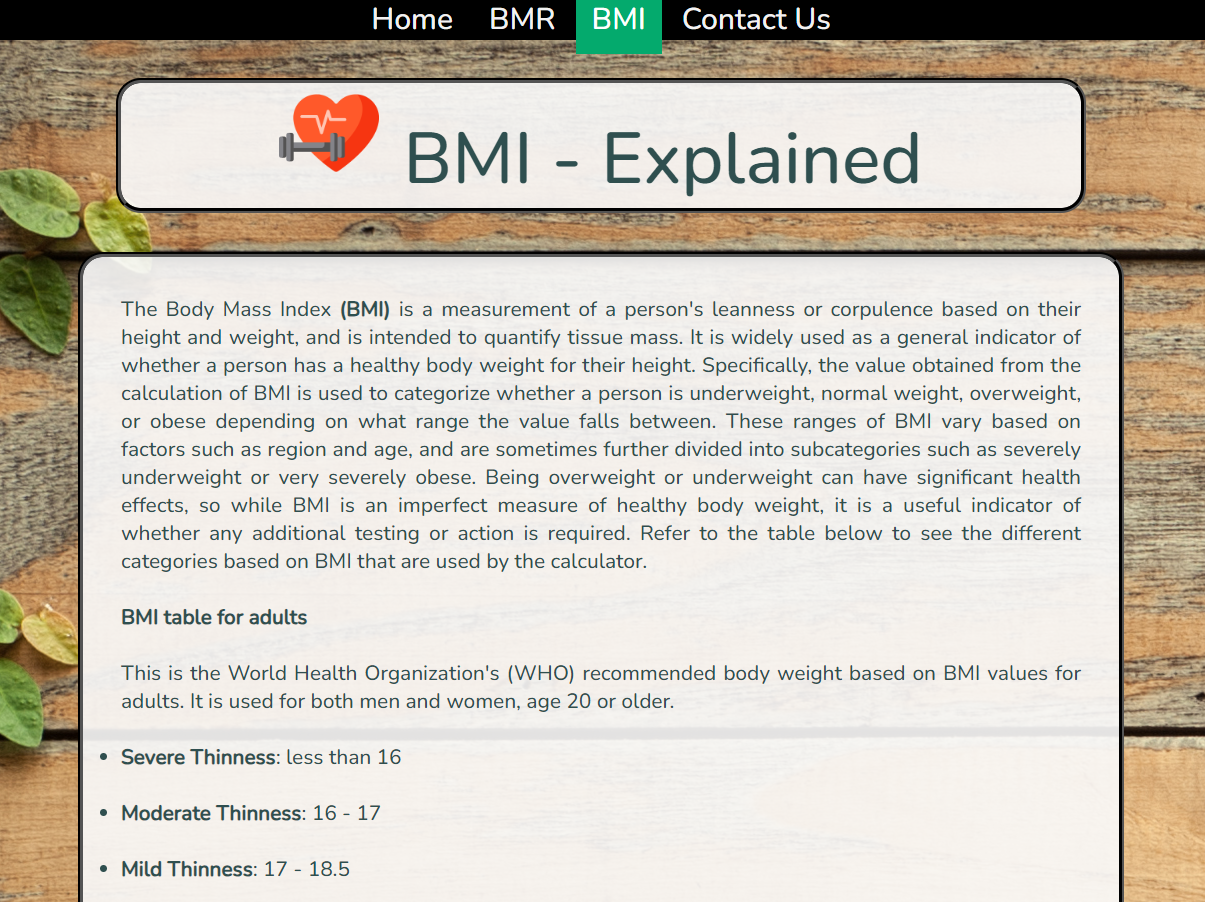 Home BMR BMI Contact Us
BMI - Explained
The Body Mass Index (BMI) is a measurement of a person's leanness or corpulence based on their
height and weight, and is intended to quantify tissue mass. It is widely used as a general indicator of
whether a person has a healthy body weight for their height. Specifically, the value obtained from the
calculation of BMI is used to categorize whether a person is underweight, normal weight, overweight,
or obese depending on what range the value falls between. These ranges of BMI vary based on
factors such as region and age, and are sometimes further divided into subcategories such as severely
underweight or very severely obese. Being overweight or underweight can have significant health
effects, so while BMI is an imperfect measure of healthy body weight, it is a useful indicator of
whether any additional testing or action is required. Refer to the table below to see the different
categories based on BMI that are used by the calculator.
BMI table for adults
This is the World Health Organization's (WHO) recommended body weight based on BMI values for
adults. It is used for both men and women, age 20 or older.
• Severe Thinness: less than 16
• Moderate Thinness: 16 - 17
• Mild Thinness: 17 - 18.5